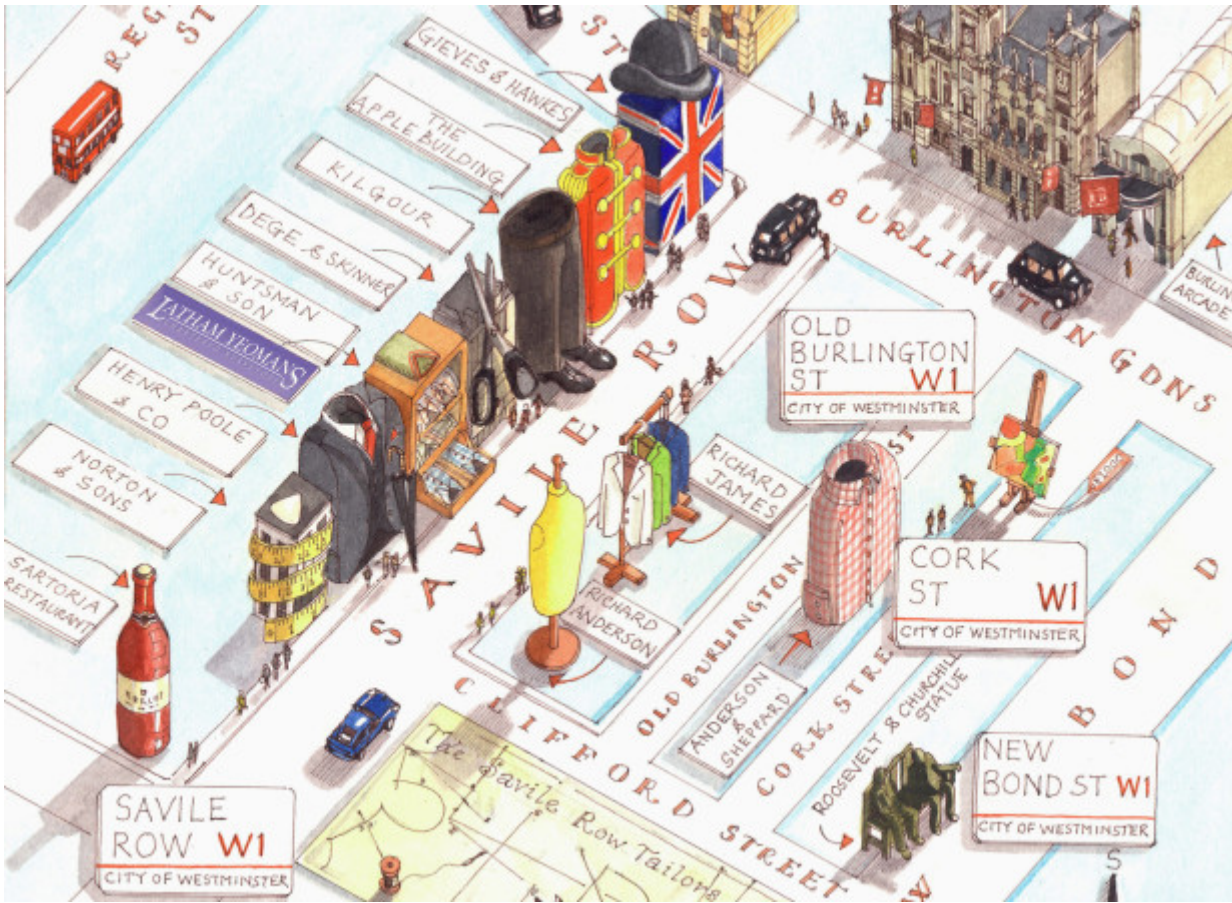 REG
ST
ST
GIEVES & HAWKES
THE
APPLE BUILDING
KILGOUR
DEGE & SKINNER
HUNTSMAN
& SON
LATHAM YEOMANS
HENRY POOLE
& CO
NORTON
& SONS
SARTORIA
RESTAURANT
SAVILE ROW
BURLINGTON GDNS
BURLIN
ARCADE
OLD
BURLINGTON
ST W1
CITY OF WESTMINSTER
RICHARD
JAMES
RICHARD
ANDERSON
OLD BURLINGTON
ST
CORK
ST W1
CITY OF WESTMINSTER
ANDERSON
&
SHEPPARD
CORK STRE
ROOSEVELT & CHURCHILL
STATUE
BOND
NEW
BOND ST W1
CITY OF WESTMINSTER
CLIFFORD STREET
The Savile Row Tailors
SAVILE
ROW W1
CITY OF WESTMINSTER
W
S